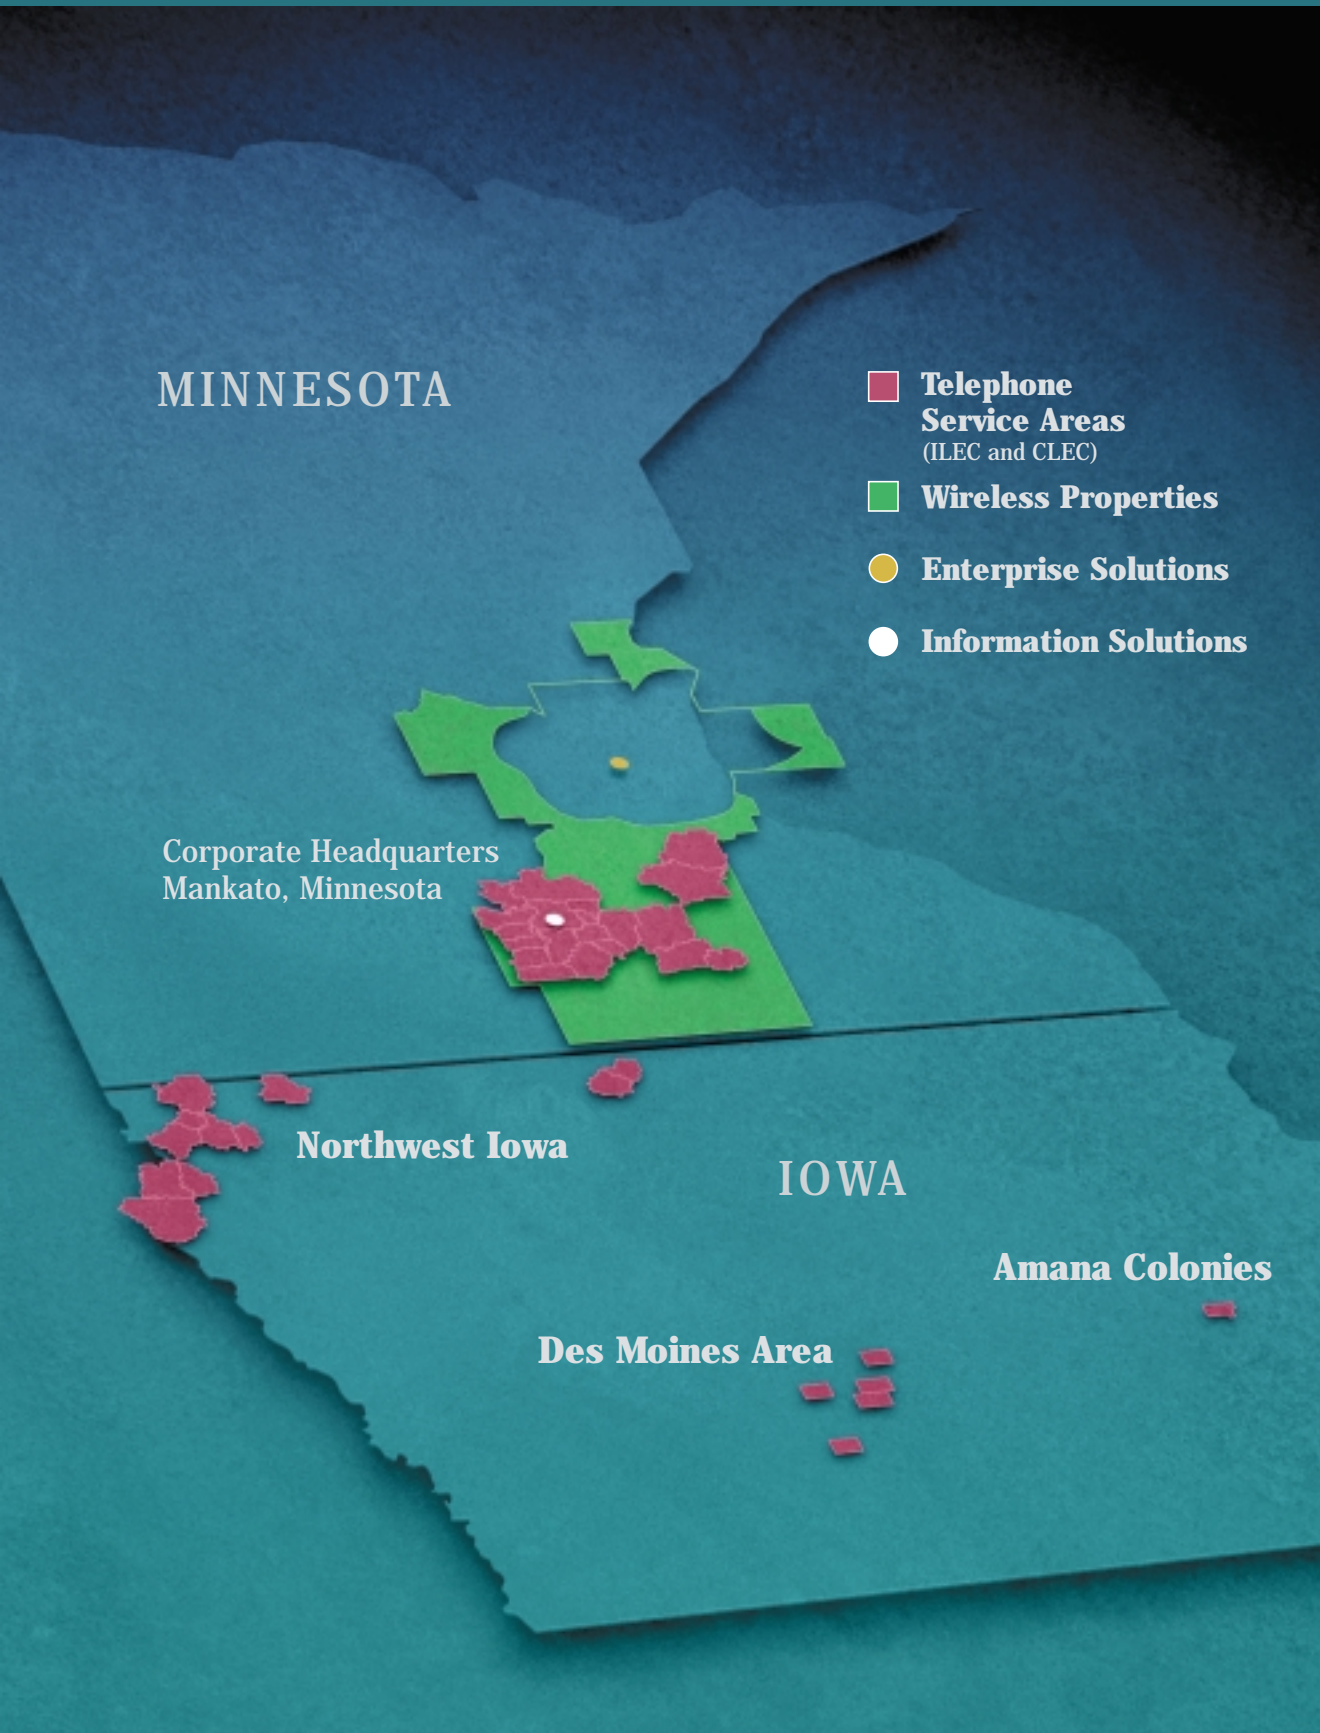 MINNESOTA
Telephone
Service Areas
(ILEC and CLEC)
Wireless Properties
Enterprise Solutions
Information Solutions
Corporate Headquarters
Mankato, Minnesota
Northwest Iowa
IOWA
Amana Colonies
Des Moines Area